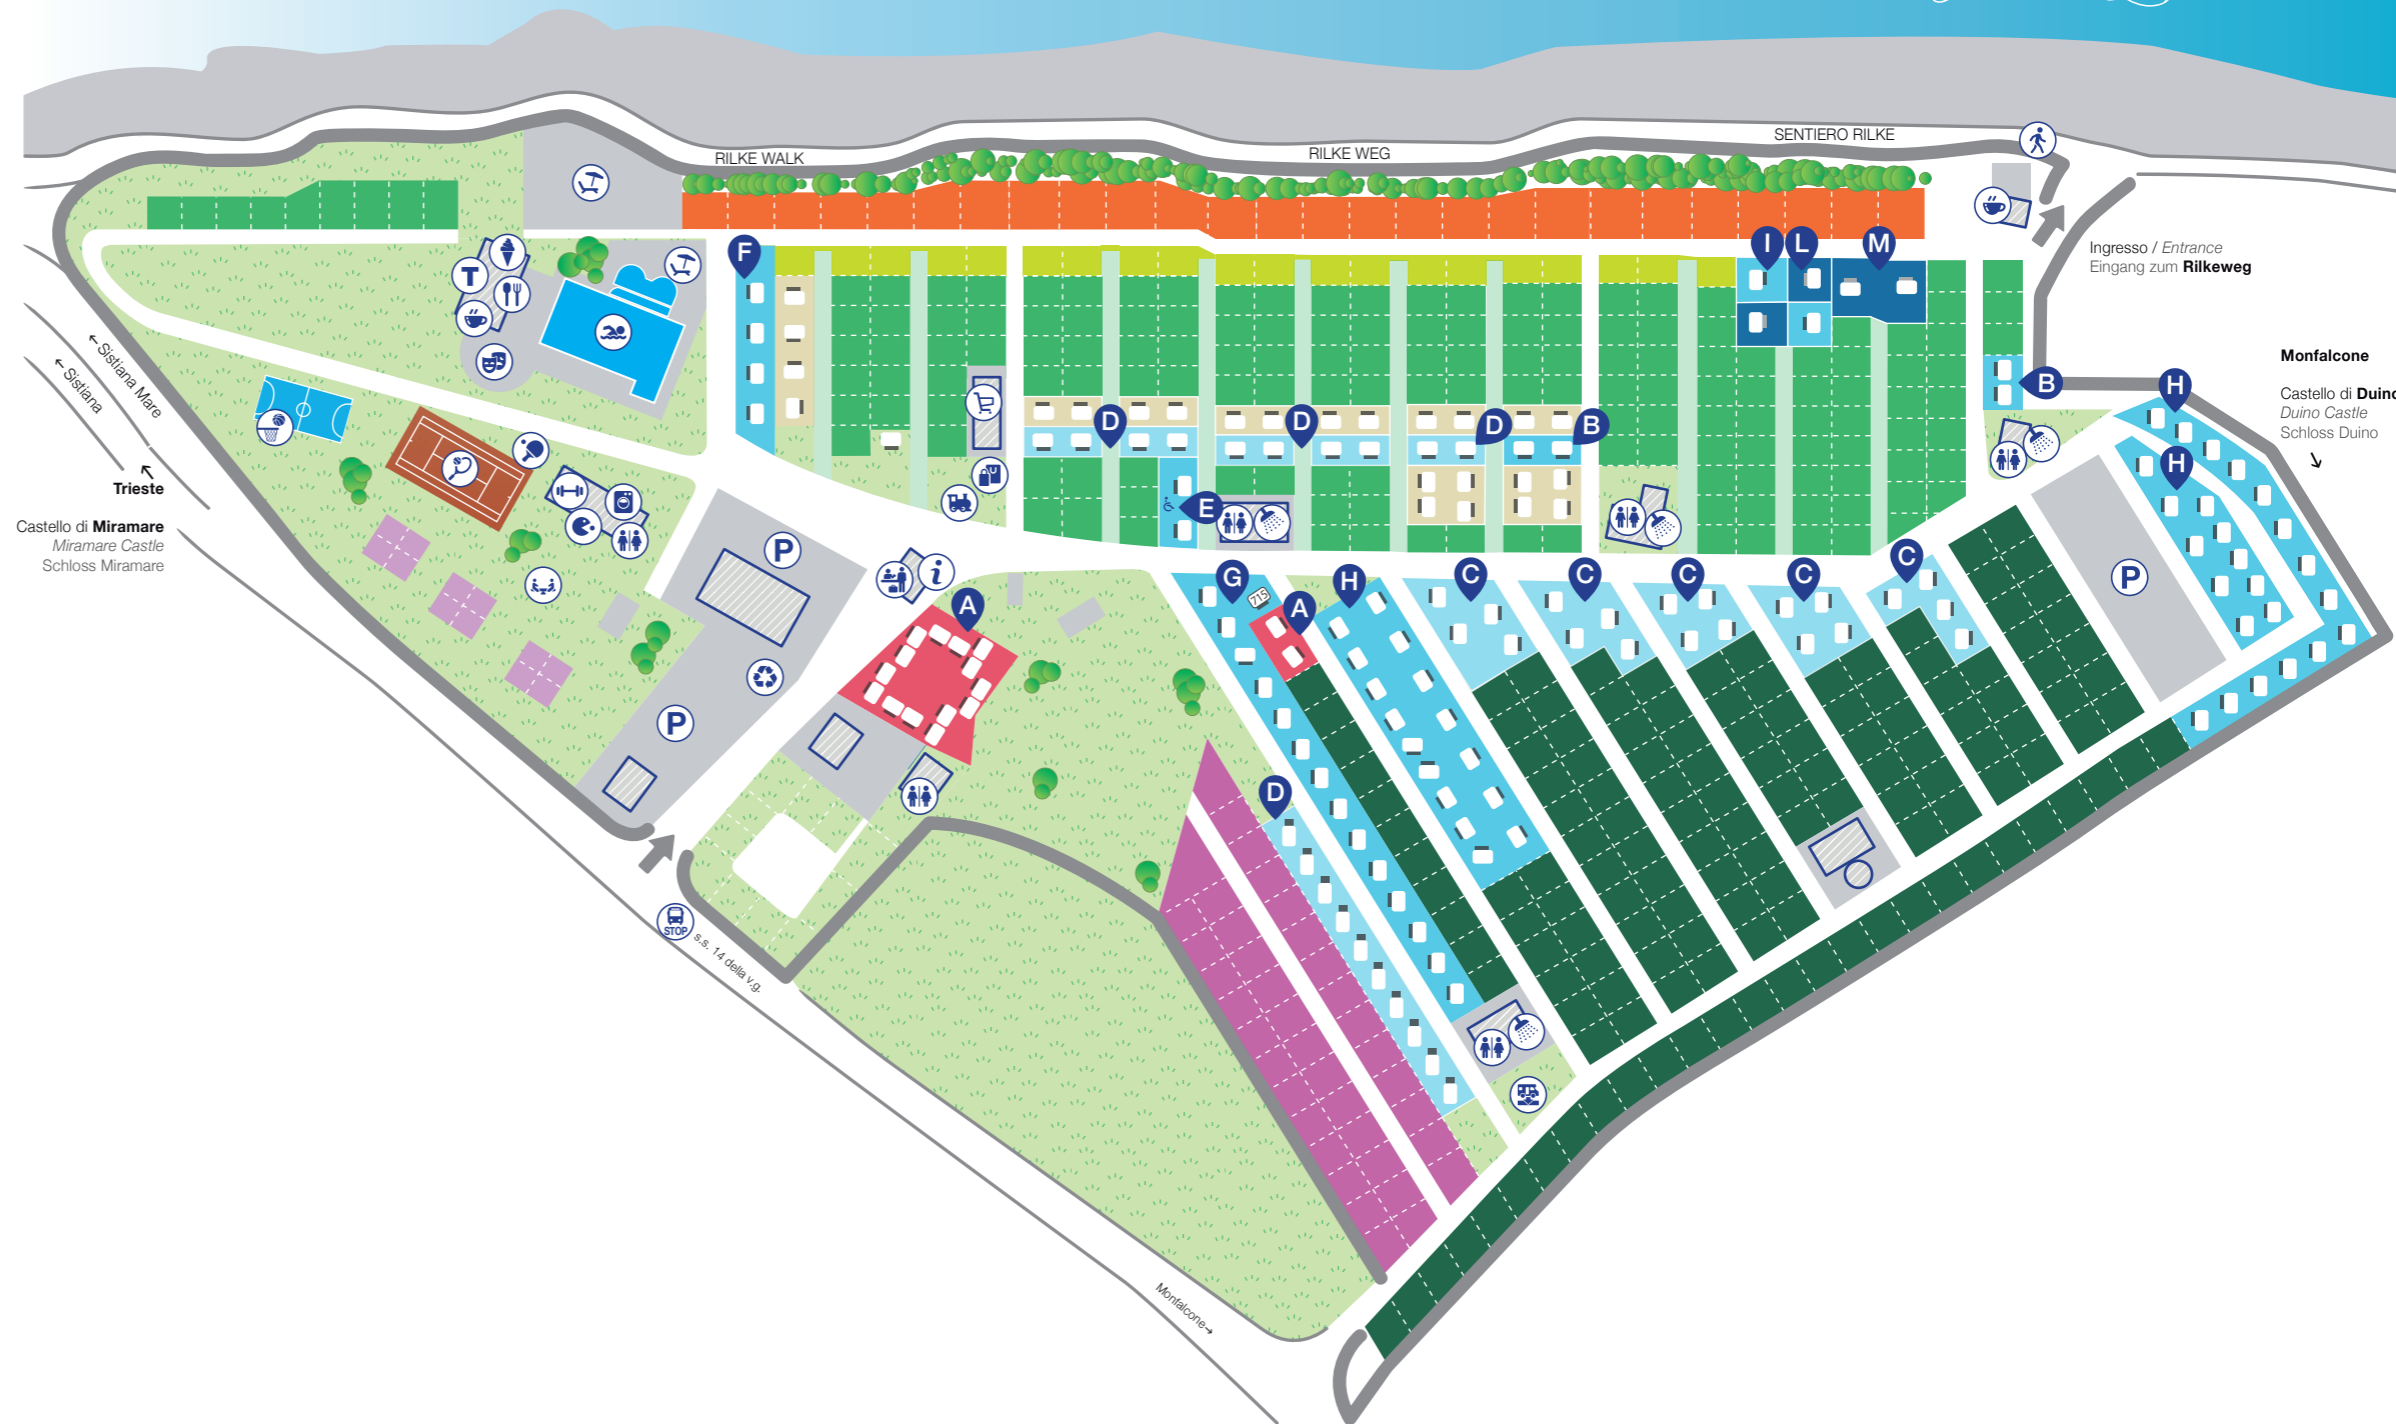 RILKE WALK
RILKE WEG
SENTIERO RILKE
Ingresso / Entrance
Eingang zum Rilkeweg
F
I
L
M
T
← Sistiana Mare
← Sistiana
Trieste
Castello di Miramare
Miramare Castle
Schloss Miramare
Monfalcone
Castello di Duino
Duino Castle
Schloss Duino
B
H
H
D
D
D
B
E
P
i
A
G
715
A
H
C
C
C
C
C
P
P
D
STOP
s.s. 14 della v.g.
Monfalcone→